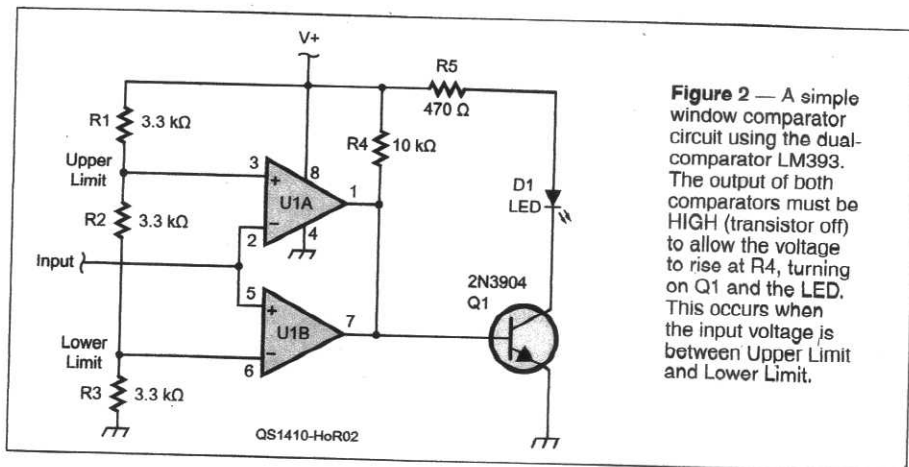 V+
R5
470 Ω
R1
3.3 kΩ
R4
10 kΩ
Upper
Limit
3
+
8
1
U1A
D1
LED
R2
3.3 kΩ
−
4
2
Input
5
+
2N3904
Q1
U1B
7
Lower
Limit
−
6
R3
3.3 kΩ
QS1410-HoR02
Figure 2 — A simple
window comparator
circuit using the dual-
comparator LM393.
The output of both
comparators must be
HIGH (transistor off)
to allow the voltage
to rise at R4, turning
on Q1 and the LED.
This occurs when
the input voltage is
between Upper Limit
and Lower Limit.